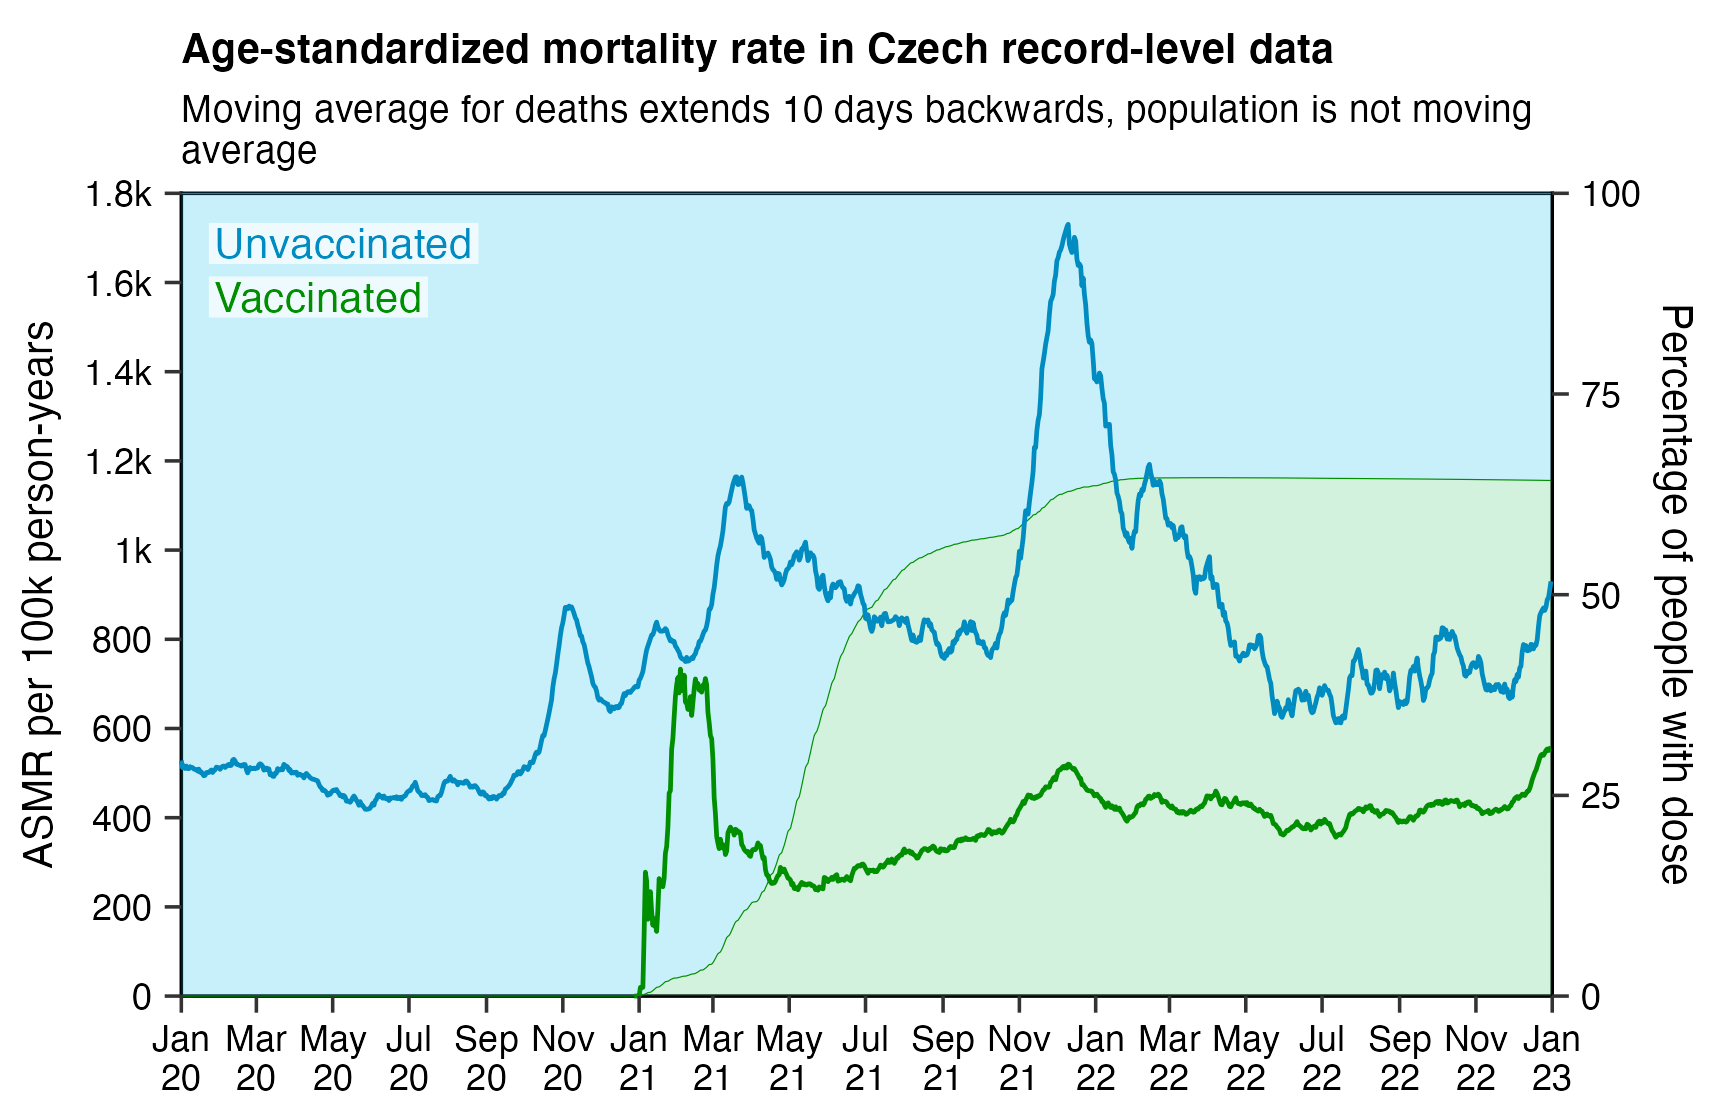 Age-standardized mortality rate in Czech record-level data
Moving average for deaths extends 10 days backwards, population is not moving
average
Unvaccinated
Vaccinated
ASMR per 100k person-years
1.8k
1.6k
1.4k
1.2k
1k
800
600
400
200
0
Percentage of people with dose
100
75
50
25
0
Jan Mar May Jul Sep Nov Jan Mar May Jul Sep Nov Jan Mar May Jul Sep Nov Jan
20 20 20 20 20 20 21 21 21 21 21 21 22 22 22 22 22 22 23